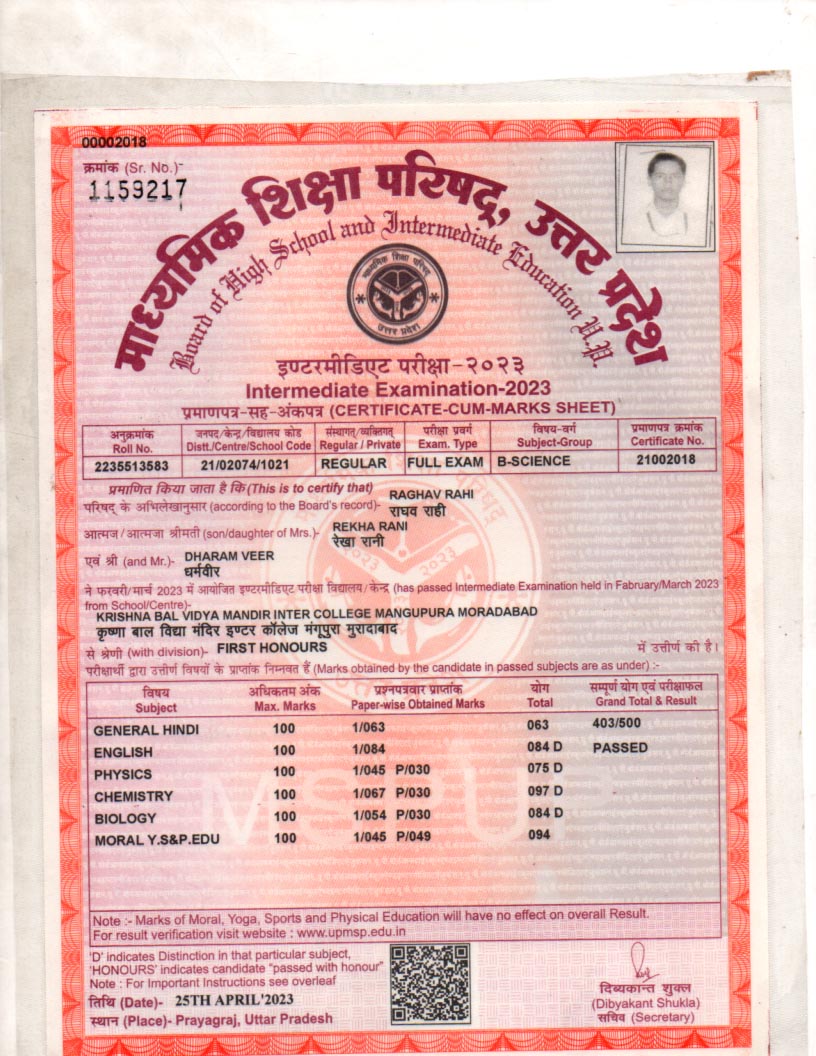 00002018
क्रमांक (Sr. No.)-
1159217
माध्यमिक शिक्षा परिषद्, उत्तर प्रदेश
Board of High School and Intermediate Education U.P.
माध्यमिक शिक्षा परिषद्
उत्तर प्रदेश
इण्टरमीडिएट परीक्षा-२०२३
Intermediate Examination-2023
प्रमाणपत्र-सह-अंकपत्र (CERTIFICATE-CUM-MARKS SHEET)
अनुक्रमांक जनपद/केन्द्र/विद्यालय कोड संस्थागत/व्यक्तिगत परीक्षा प्रवर्ग विषय-वर्ग प्रमाणपत्र क्रमांक
Roll No. Distt./Centre/School Code Regular / Private Exam. Type Subject-Group Certificate No.
2235513583 21/02074/1021 REGULAR FULL EXAM B-SCIENCE 21002018
प्रमाणित किया जाता है कि (This is to certify that)
RAGHAV RAHI
परिषद् के अभिलेखानुसार (according to the Board's record)- राघव राही
REKHA RANI
आत्मज/आत्मजा श्रीमती (son/daughter of Mrs.)- रेखा रानी
एवं श्री (and Mr.)- DHARAM VEER
धर्मवीर
ने फरवरी/मार्च 2023 में आयोजित इण्टरमीडिएट परीक्षा विद्यालय/केन्द्र (has passed Intermediate Examination held in Fabruary/March 2023
from School/Centre)-
KRISHNA BAL VIDYA MANDIR INTER COLLEGE MANGUPURA MORADABAD
कृष्णा बाल विद्या मंदिर इण्टर कॉलेज मंगूपुरा मुरादाबाद
से श्रेणी (with division)- FIRST HONOURS में उत्तीर्ण की है।
परीक्षार्थी द्वारा उत्तीर्ण विषयों के प्राप्तांक निम्नवत हैं (Marks obtained by the candidate in passed subjects are as under) :-
विषय अधिकतम अंक प्रश्नपत्रवार प्राप्तांक योग सम्पूर्ण योग एवं परीक्षाफल
Subject Max. Marks Paper-wise Obtained Marks Total Grand Total & Result
GENERAL HINDI 100 1/063 063 403/500
ENGLISH 100 1/084 084 D PASSED
PHYSICS 100 1/045 P/030 075 D
CHEMISTRY 100 1/067 P/030 097 D
BIOLOGY 100 1/054 P/030 084 D
MORAL Y.S&P.EDU 100 1/045 P/049 094
MSPUP
Note :- Marks of Moral, Yoga, Sports and Physical Education will have no effect on overall Result.
For result verification visit website : www.upmsp.edu.in
'D' indicates Distinction in that particular subject,
'HONOURS' indicates candidate "passed with honour"
Note : For Important Instructions see overleaf
तिथि (Date)- 25TH APRIL'2023
स्थान (Place)- Prayagraj, Uttar Pradesh
दिव्यकान्त शुक्ल
(Dibyakant Shukla)
सचिव (Secretary)